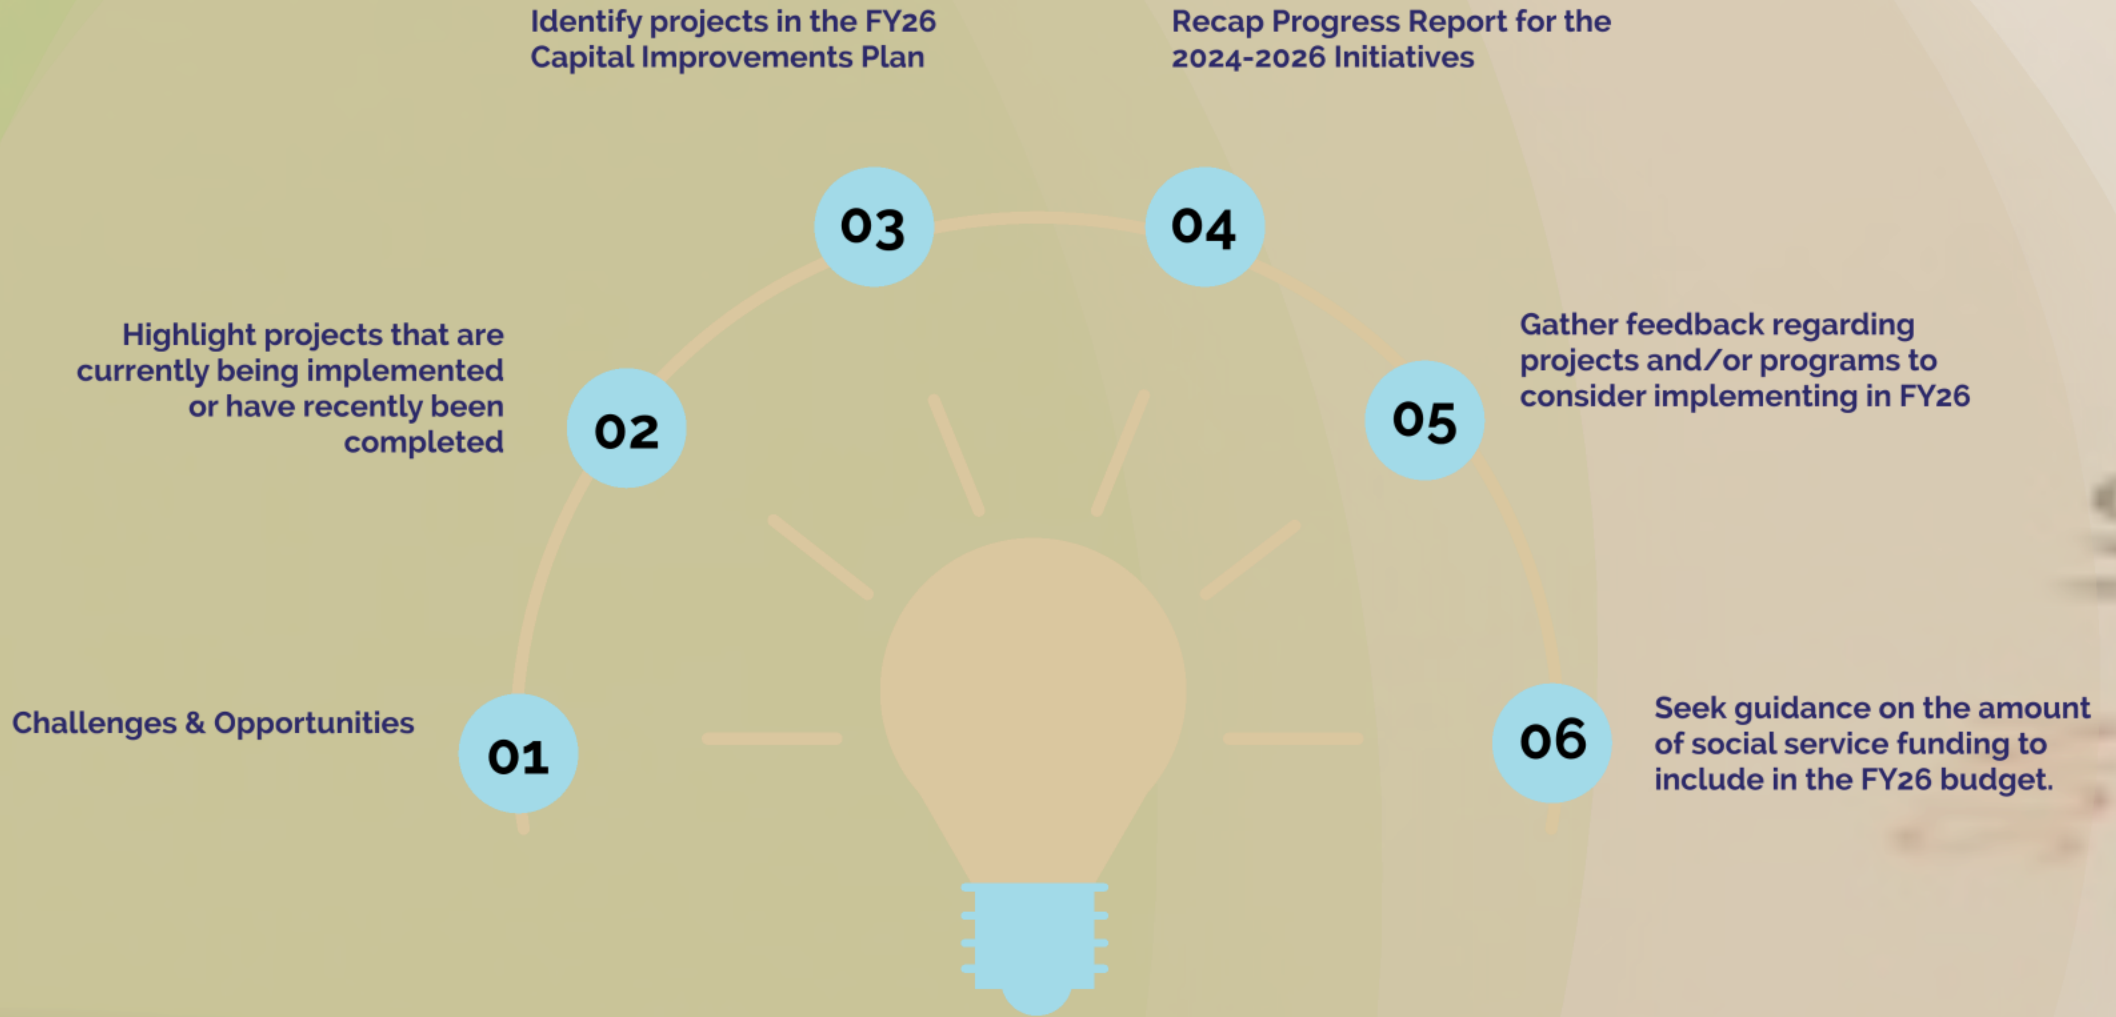 Identify projects in the FY26
Capital Improvements Plan
Recap Progress Report for the
2024-2026 Initiatives
03
04
Highlight projects that are
currently being implemented
or have recently been
completed
02
Gather feedback regarding
projects and/or programs to
consider implementing in FY26
05
Challenges & Opportunities
01
06
Seek guidance on the amount
of social service funding to
include in the FY26 budget.